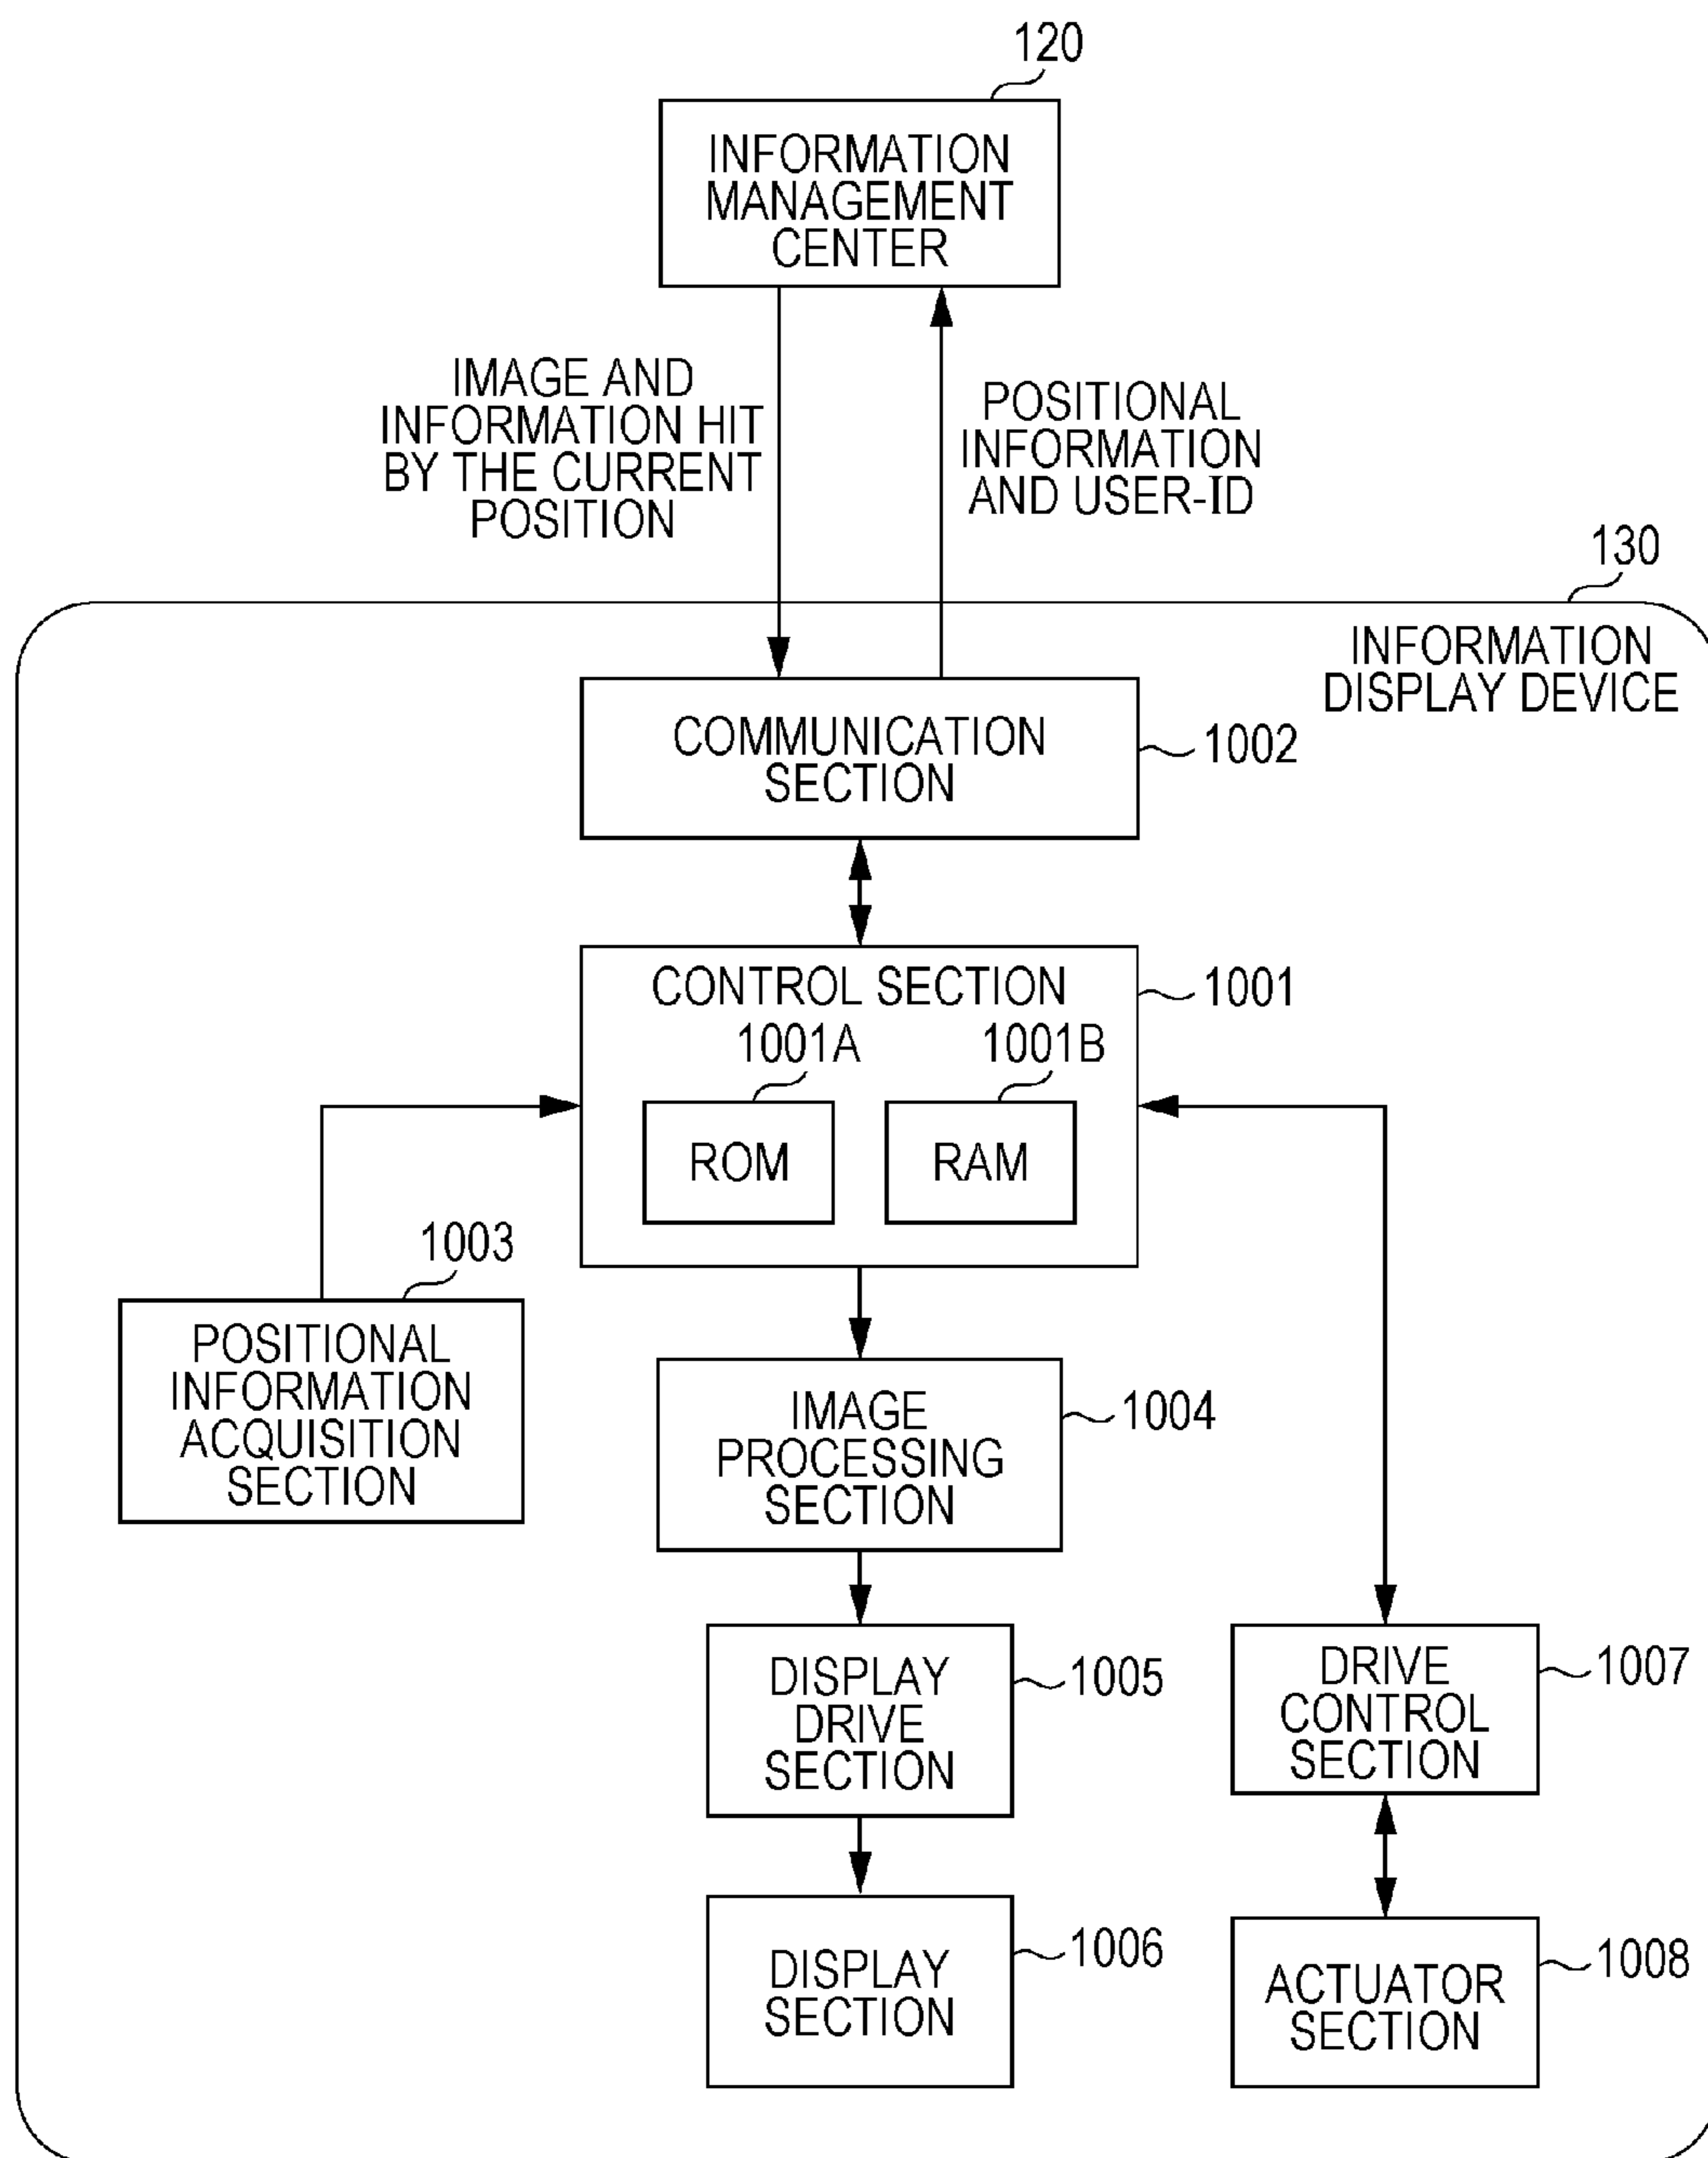 120
INFORMATION
MANAGEMENT
CENTER
IMAGE AND
INFORMATION HIT
BY THE CURRENT
POSITION
POSITIONAL
INFORMATION
AND USER-ID
130
INFORMATION
DISPLAY DEVICE
COMMUNICATION
SECTION
1002
CONTROL SECTION
1001
1001A
1001B
ROM
RAM
1003
POSITIONAL
INFORMATION
ACQUISITION
SECTION
IMAGE
PROCESSING
SECTION
1004
DISPLAY
DRIVE
SECTION
1005
DRIVE
CONTROL
SECTION
1007
DISPLAY
SECTION
1006
ACTUATOR
SECTION
1008